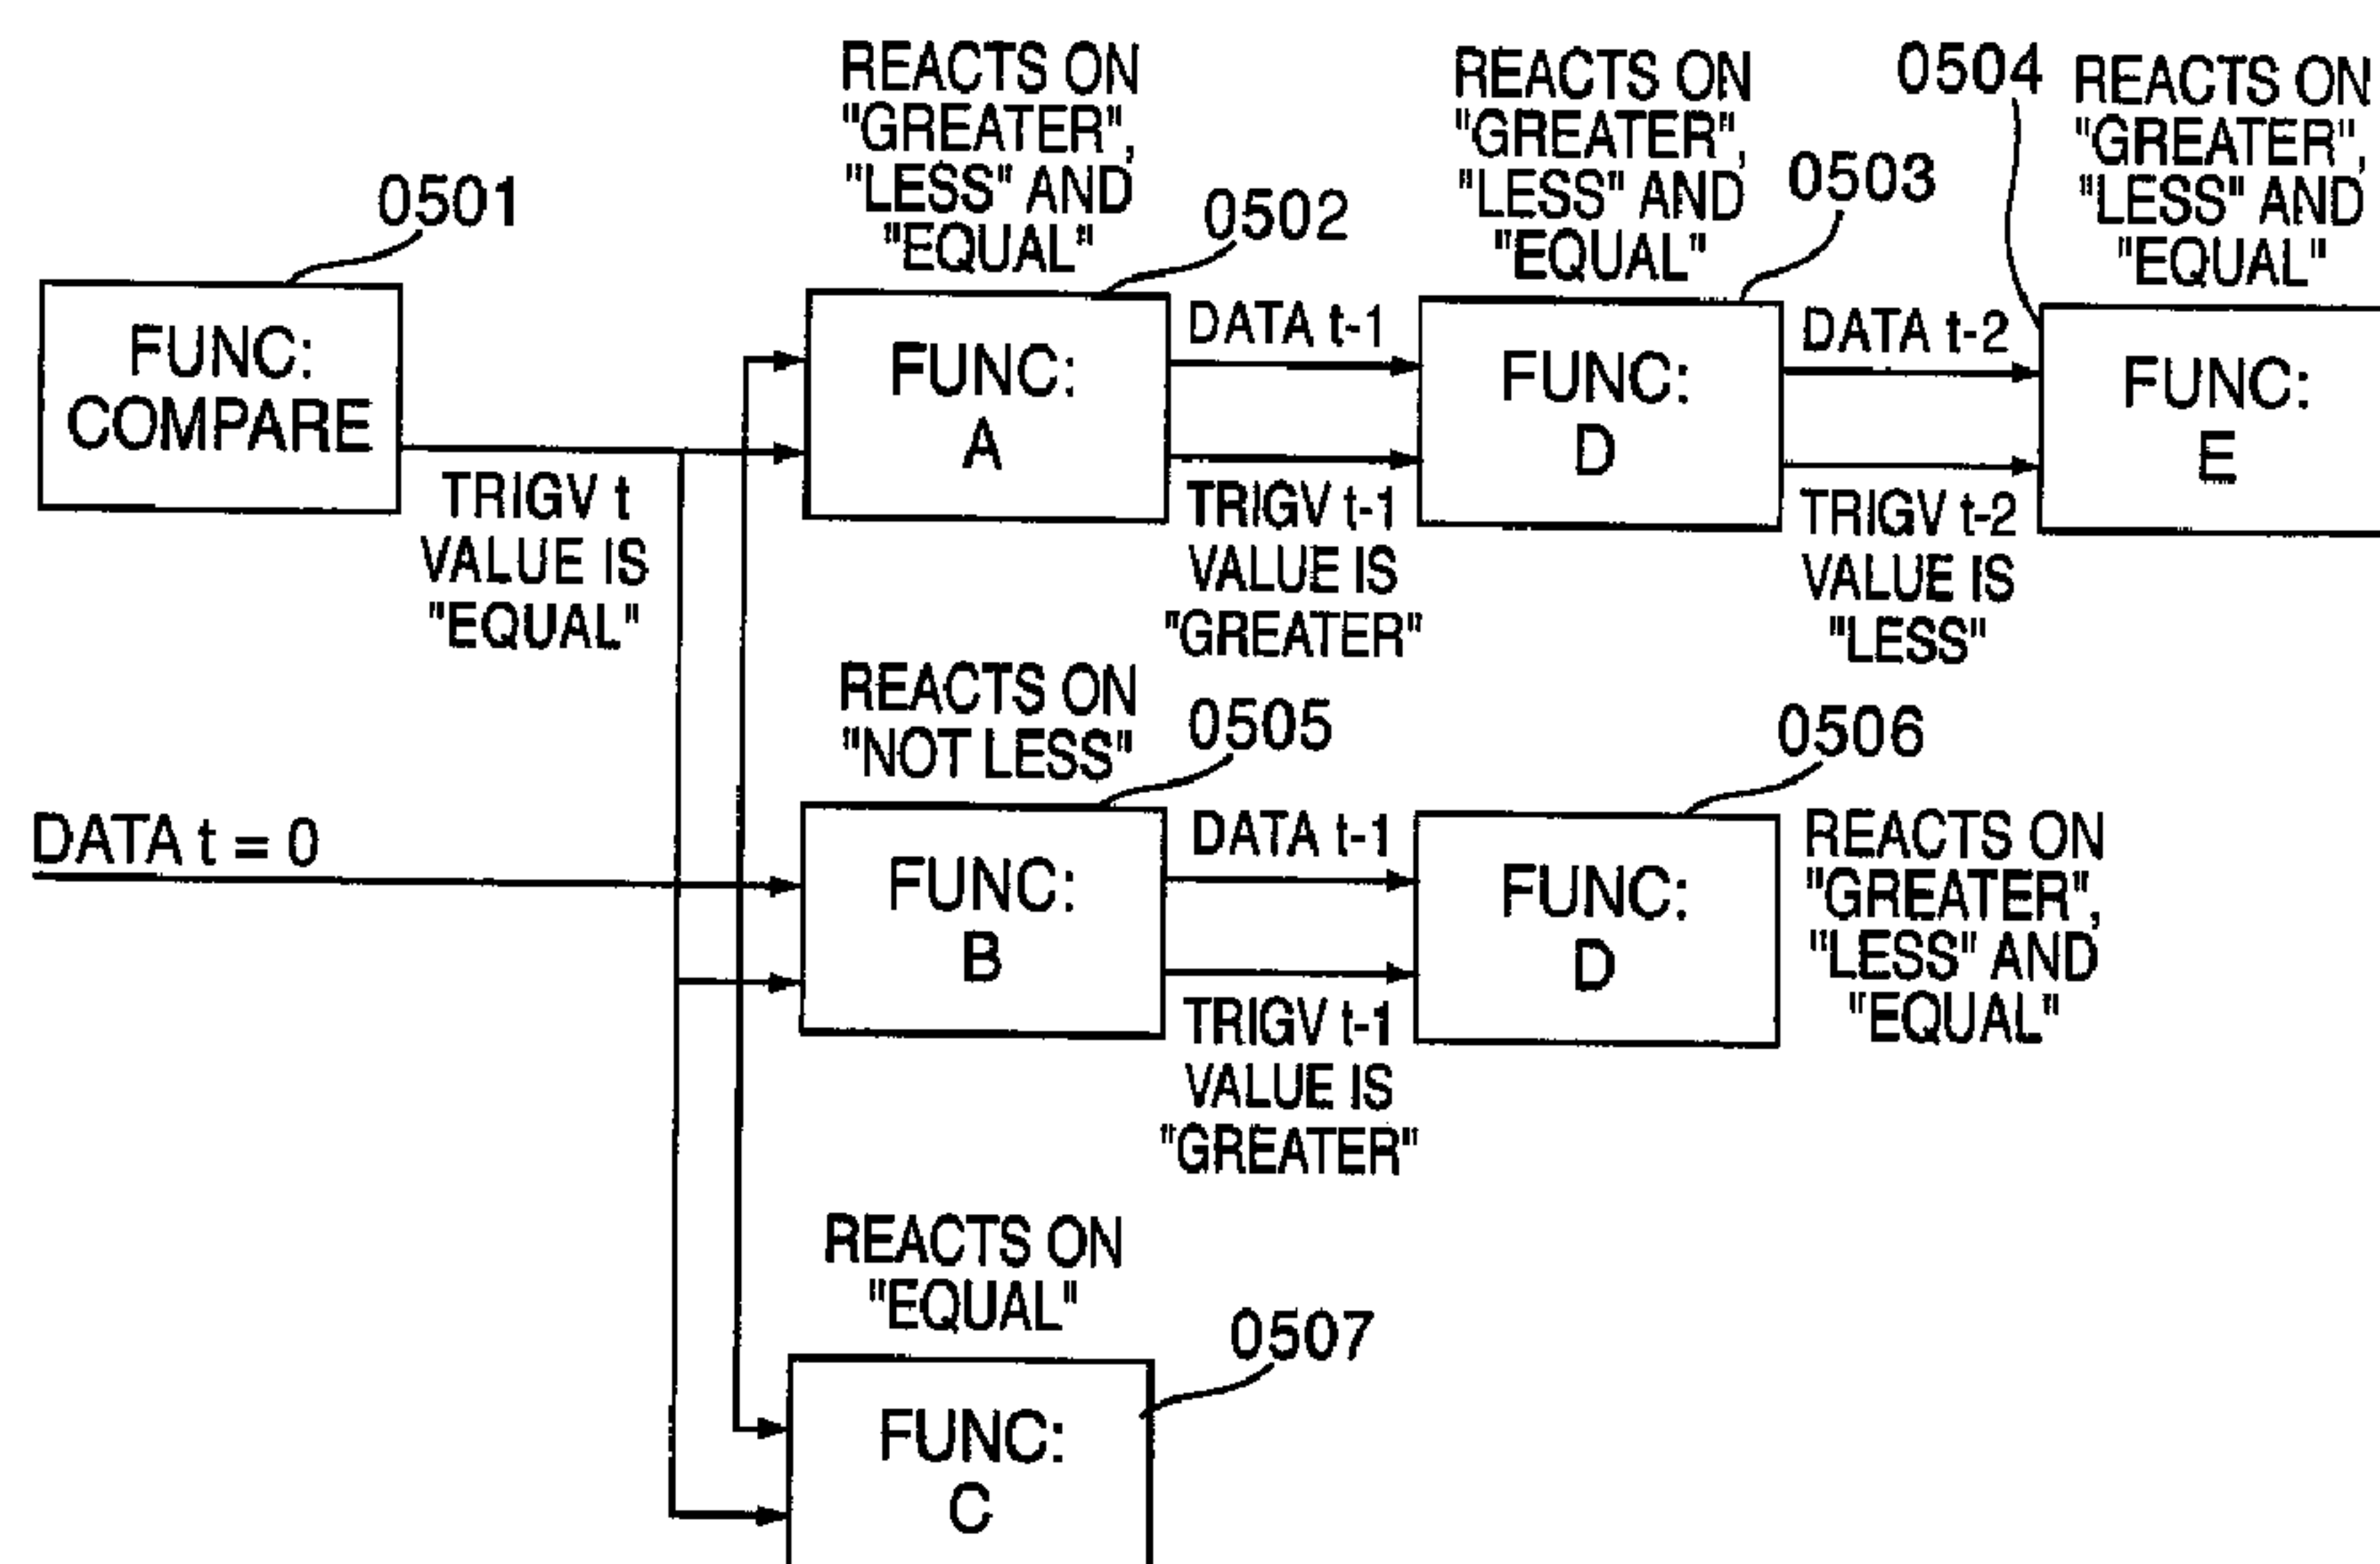 0501
FUNC:
COMPARE
TRIGV t
VALUE IS
"EQUAL"
REACTS ON
"GREATER",
"LESS" AND
"EQUAL"
0502
FUNC:
A
DATA t-1
TRIGV t-1
VALUE IS
"GREATER"
REACTS ON
"GREATER",
"LESS" AND
"EQUAL"
0503
FUNC:
D
DATA t-2
TRIGV t-2
VALUE IS
"LESS"
0504
REACTS ON
"GREATER",
"LESS" AND
"EQUAL"
FUNC:
E
DATA t = 0
REACTS ON
"NOT LESS"
0505
FUNC:
B
DATA t-1
TRIGV t-1
VALUE IS
"GREATER"
0506
FUNC:
D
REACTS ON
"GREATER",
"LESS" AND
"EQUAL"
REACTS ON
"EQUAL"
0507
FUNC:
C